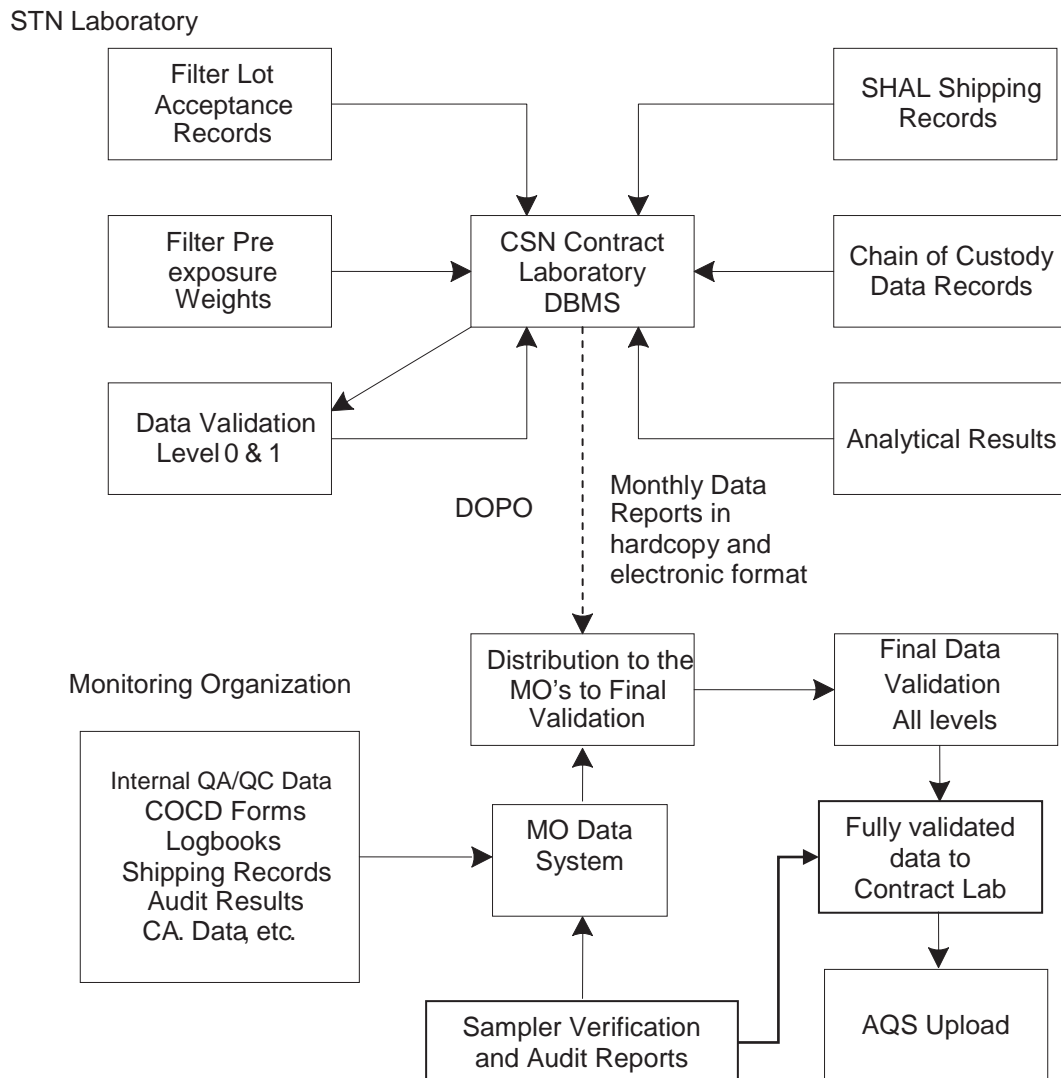 STN Laboratory
Filter Lot
Acceptance
Records
SHAL Shipping
Records
Filter Pre
exposure
Weights
CSN Contract
Laboratory
DBMS
Chain of Custody
Data Records
Data Validation
Level 0 & 1
Analytical Results
DOPO
Monthly Data
Reports in
hardcopy and
electronic format
Distribution to the
MO's to Final
Validation
Final Data
Validation
All levels
Monitoring Organization
Internal QA/QC Data
COCD Forms
Logbooks
Shipping Records
Audit Results
CA. Data, etc.
MO Data
System
Fully validated
data to
Contract Lab
Sampler Verification
and Audit Reports
AQS Upload